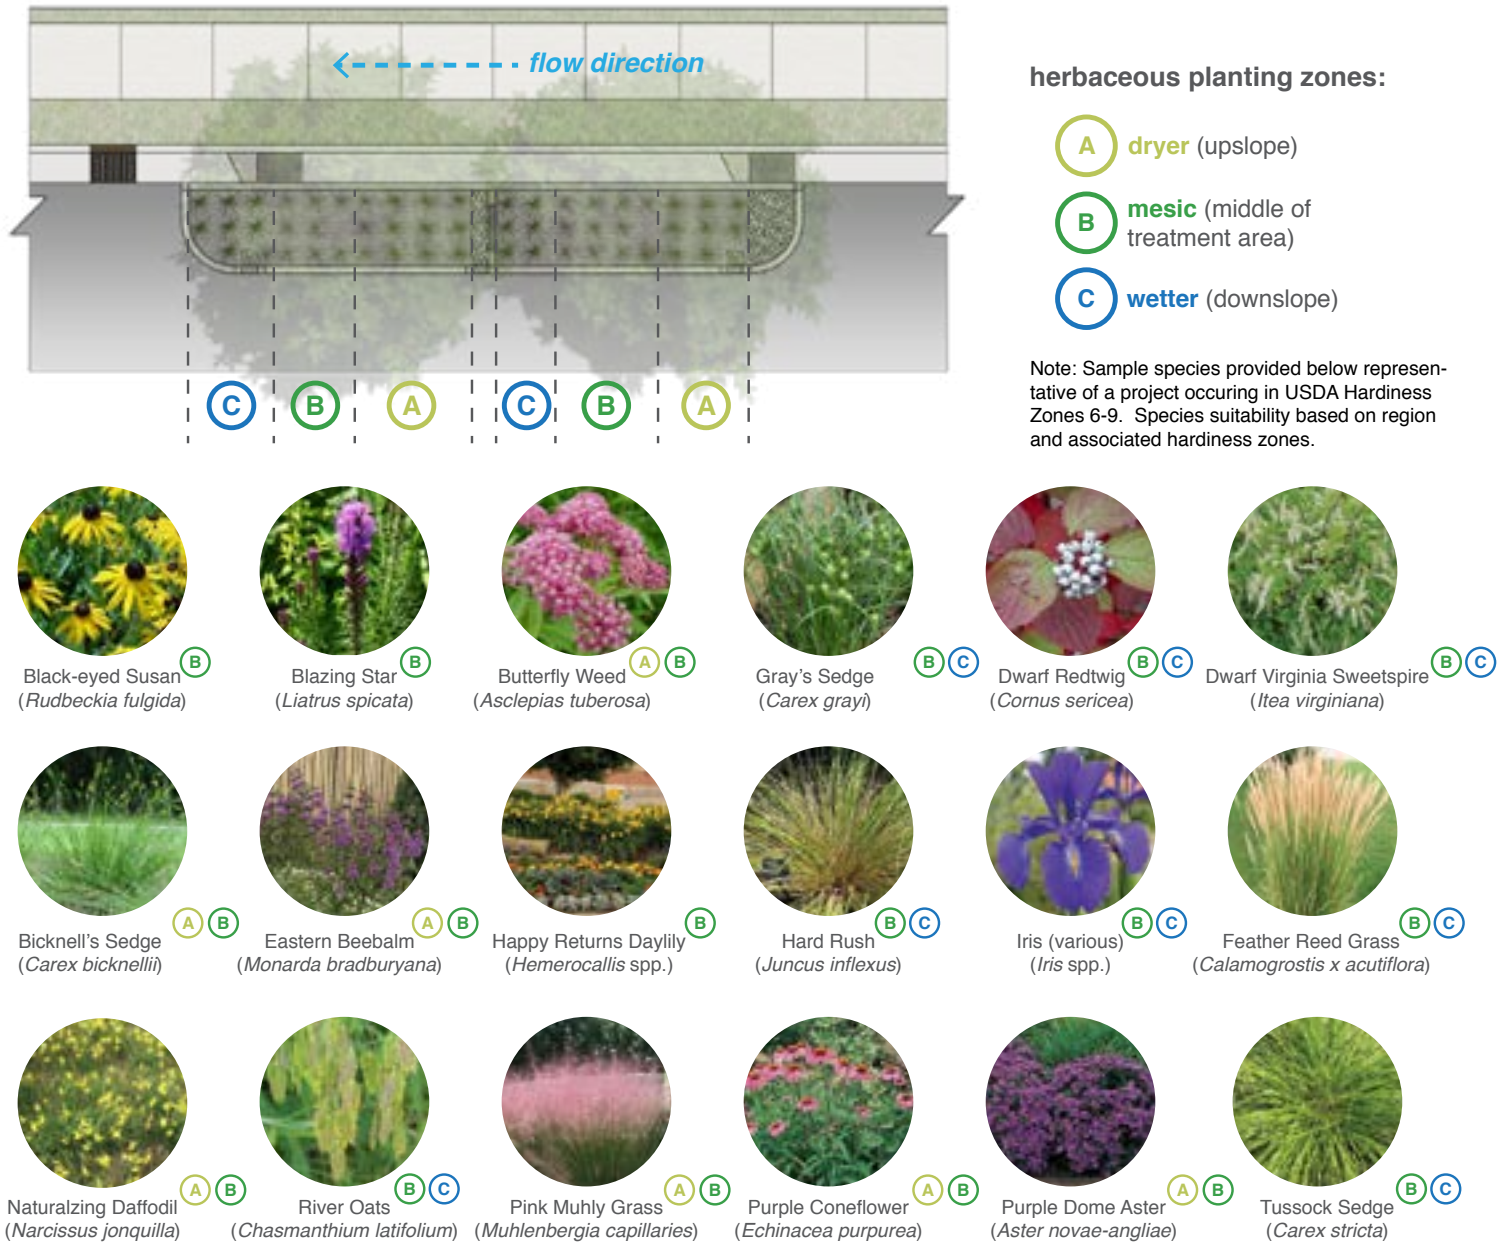 flow direction
herbaceous planting zones:
A dryer (upslope)
B mesic (middle of
treatment area)
C wetter (downslope)
Note: Sample species provided below represen-
tative of a project occuring in USDA Hardiness
Zones 6-9. Species suitability based on region
and associated hardiness zones.
C B A C B A
Black-eyed Susan B
(Rudbeckia fulgida)
Blazing Star B
(Liatrus spicata)
Butterfly Weed A B
(Asclepias tuberosa)
Gray's Sedge B C
(Carex grayi)
Dwarf Redtwig B C
(Cornus sericea)
Dwarf Virginia Sweetspire B C
(Itea virginiana)
Bicknell's Sedge A B
(Carex bicknellii)
Eastern Beebalm A B
(Monarda bradburyana)
Happy Returns Daylily B
(Hemerocallis spp.)
Hard Rush B C
(Juncus inflexus)
Iris (various) B C
(Iris spp.)
Feather Reed Grass B C
(Calamogrostis x acutiflora)
Naturalzing Daffodil A B
(Narcissus jonquilla)
River Oats B C
(Chasmanthium latifolium)
Pink Muhly Grass A B
(Muhlenbergia capillaries)
Purple Coneflower A B
(Echinacea purpurea)
Purple Dome Aster A B
(Aster novae-angliae)
Tussock Sedge B C
(Carex stricta)